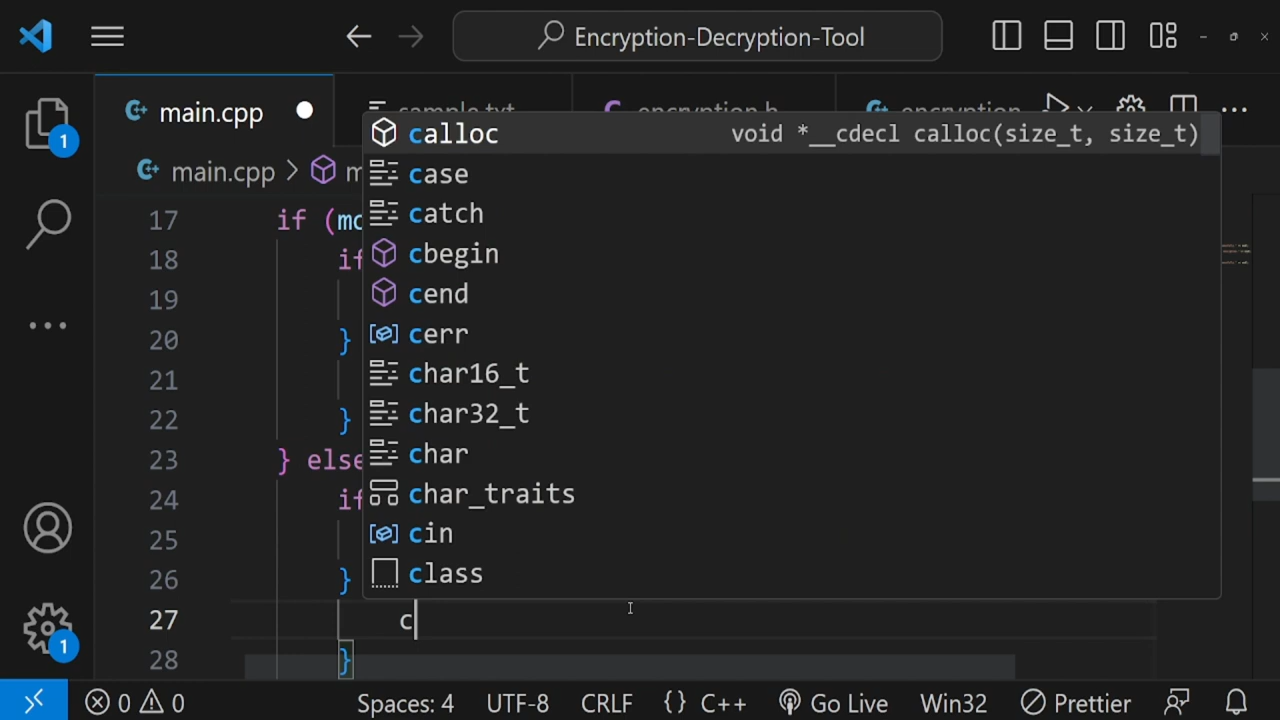 Encryption-Decryption-Tool
main.cpp sample.txt encryption.h encryption
main.cpp > m
calloc void *__cdecl calloc(size_t, size_t)
case
catch
cbegin
cend
cerr
char16_t
char32_t
char
char_traits
cin
class
17 if (mo
18 if
19
20 }
21
22 }
23 } else
24 if
25
26 }
27 c
28 }
1
1
0 0 Spaces: 4 UTF-8 CRLF {} C++ Go Live Win32 Prettier